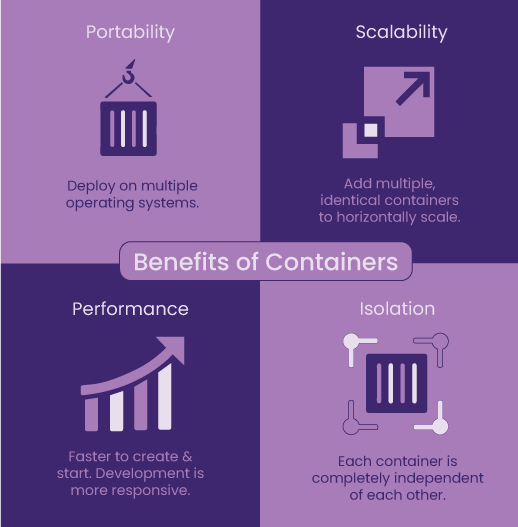 Portability
Deploy on multiple
operating systems.
Scalability
Add multiple,
identical containers
to horizontally scale.
Benefits of Containers
Performance
Faster to create &
start. Development is
more responsive.
Isolation
Each container is
completely independent
of each other.